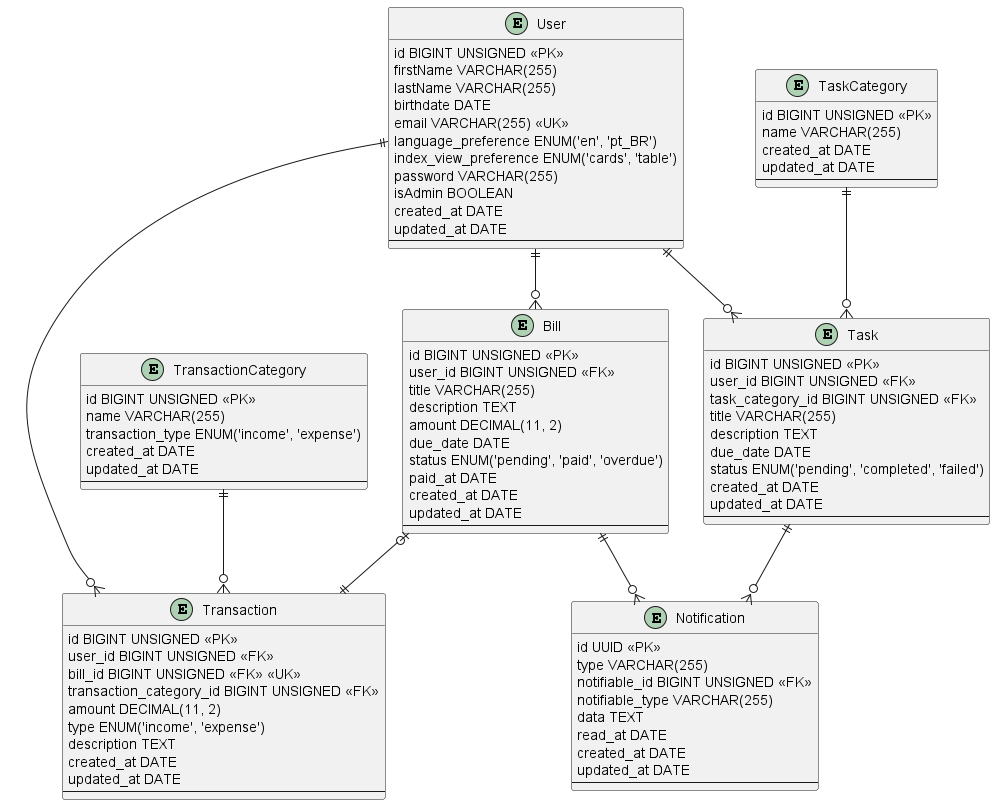 E User
id BIGINT UNSIGNED «PK»
firstName VARCHAR(255)
lastName VARCHAR(255)
birthdate DATE
email VARCHAR(255) «UK»
language_preference ENUM('en', 'pt_BR')
index_view_preference ENUM('cards', 'table')
password VARCHAR(255)
isAdmin BOOLEAN
created_at DATE
updated_at DATE
E TaskCategory
id BIGINT UNSIGNED «PK»
name VARCHAR(255)
created_at DATE
updated_at DATE
E TransactionCategory
id BIGINT UNSIGNED «PK»
name VARCHAR(255)
transaction_type ENUM('income', 'expense')
created_at DATE
updated_at DATE
E Bill
id BIGINT UNSIGNED «PK»
user_id BIGINT UNSIGNED «FK»
title VARCHAR(255)
description TEXT
amount DECIMAL(11, 2)
due_date DATE
status ENUM('pending', 'paid', 'overdue')
paid_at DATE
created_at DATE
updated_at DATE
E Task
id BIGINT UNSIGNED «PK»
user_id BIGINT UNSIGNED «FK»
task_category_id BIGINT UNSIGNED «FK»
title VARCHAR(255)
description TEXT
due_date DATE
status ENUM('pending', 'completed', 'failed')
created_at DATE
updated_at DATE
E Transaction
id BIGINT UNSIGNED «PK»
user_id BIGINT UNSIGNED «FK»
bill_id BIGINT UNSIGNED «FK» «UK»
transaction_category_id BIGINT UNSIGNED «FK»
amount DECIMAL(11, 2)
type ENUM('income', 'expense')
description TEXT
created_at DATE
updated_at DATE
E Notification
id UUID «PK»
type VARCHAR(255)
notifiable_id BIGINT UNSIGNED «FK»
notifiable_type VARCHAR(255)
data TEXT
read_at DATE
created_at DATE
updated_at DATE